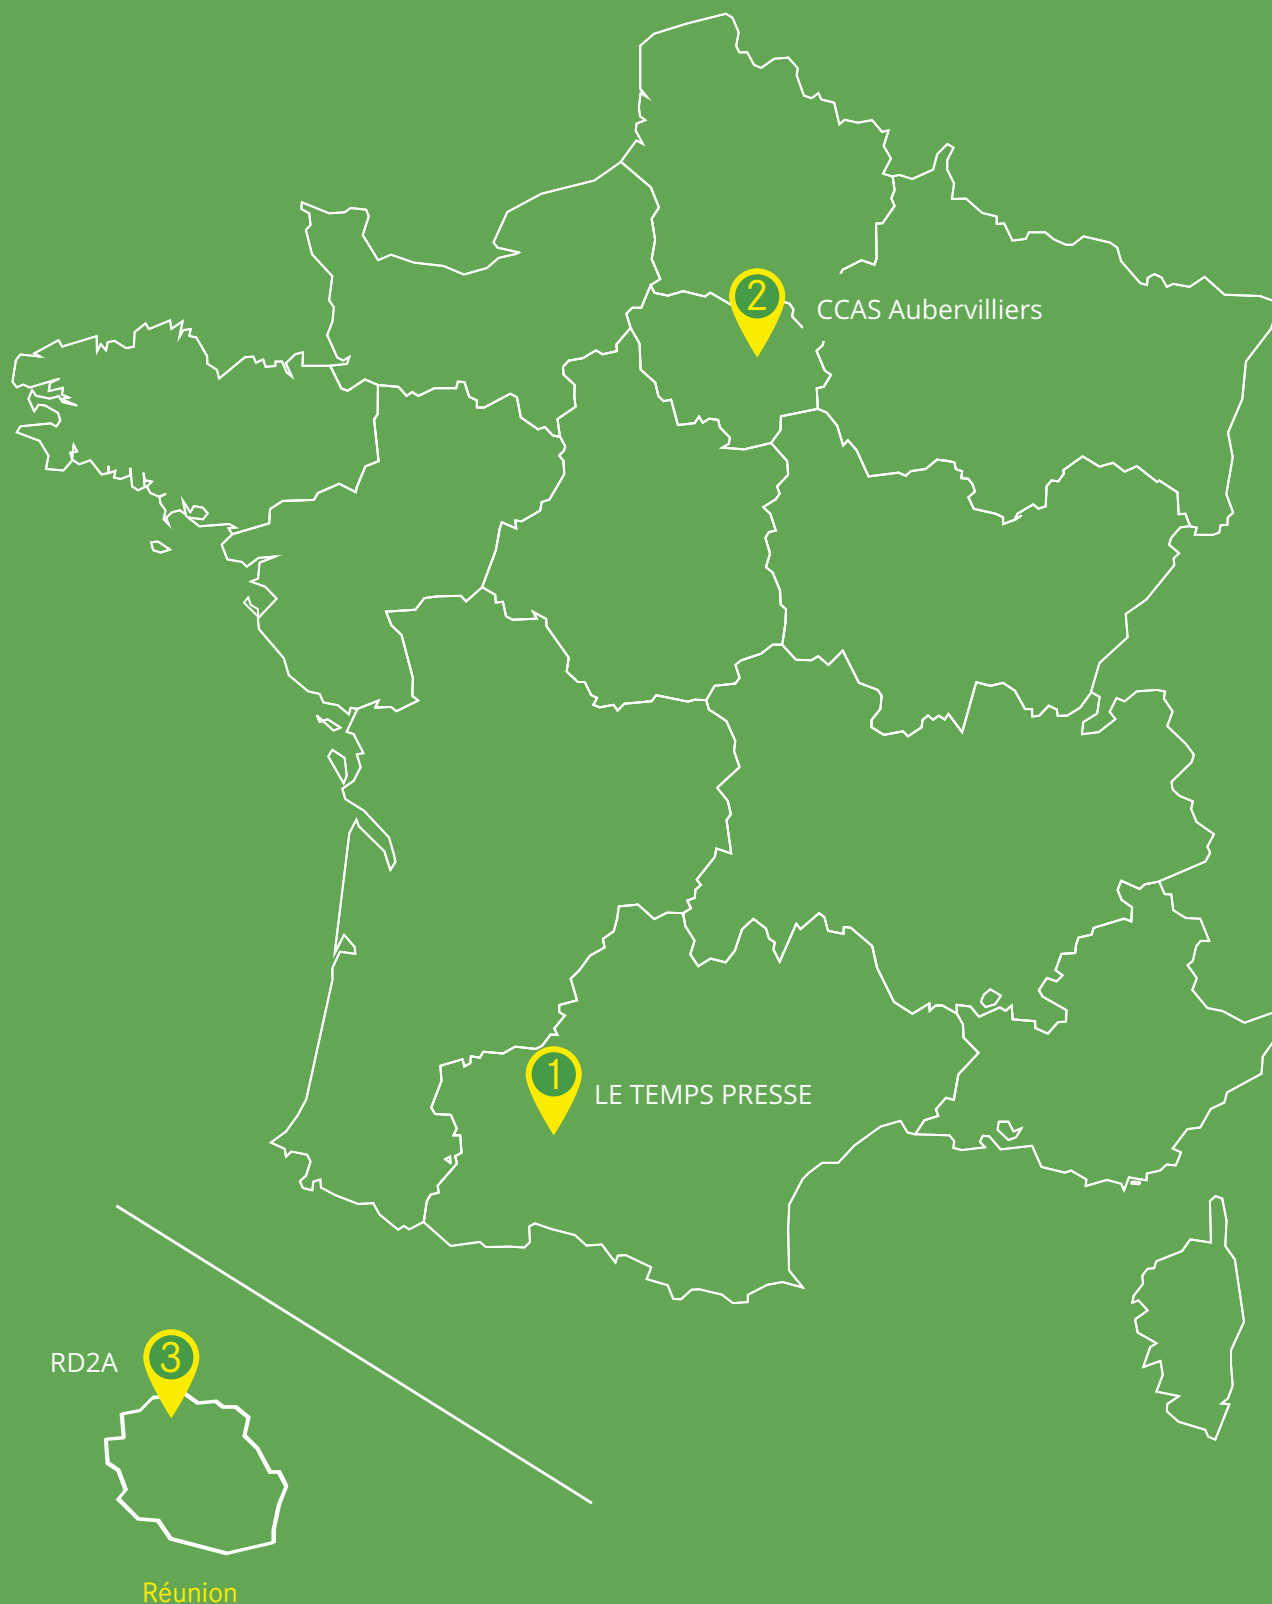 2
CCAS Aubervilliers
1
LE TEMPS PRESSE
RD2A
3
Réunion